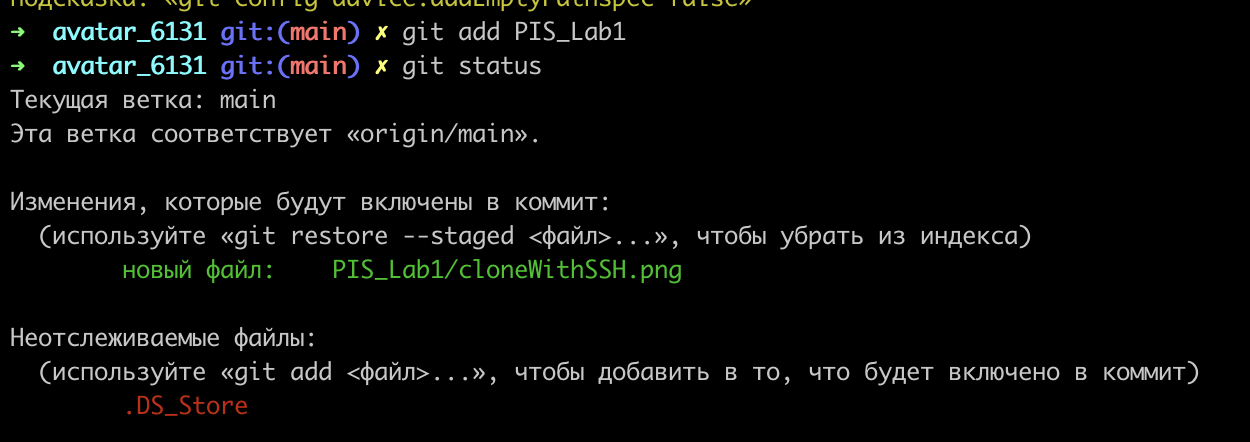 подсказка: «git config advice.addEmptyPathspec false»
➜  avatar_6131 git:(main) ✗ git add PIS_Lab1
➜  avatar_6131 git:(main) ✗ git status
Текущая ветка: main
Эта ветка соответствует «origin/main».

Изменения, которые будут включены в коммит:
  (используйте «git restore --staged <файл>...», чтобы убрать из индекса)
        новый файл:    PIS_Lab1/cloneWithSSH.png

Неотслеживаемые файлы:
  (используйте «git add <файл>...», чтобы добавить в то, что будет включено в коммит)
        .DS_Store